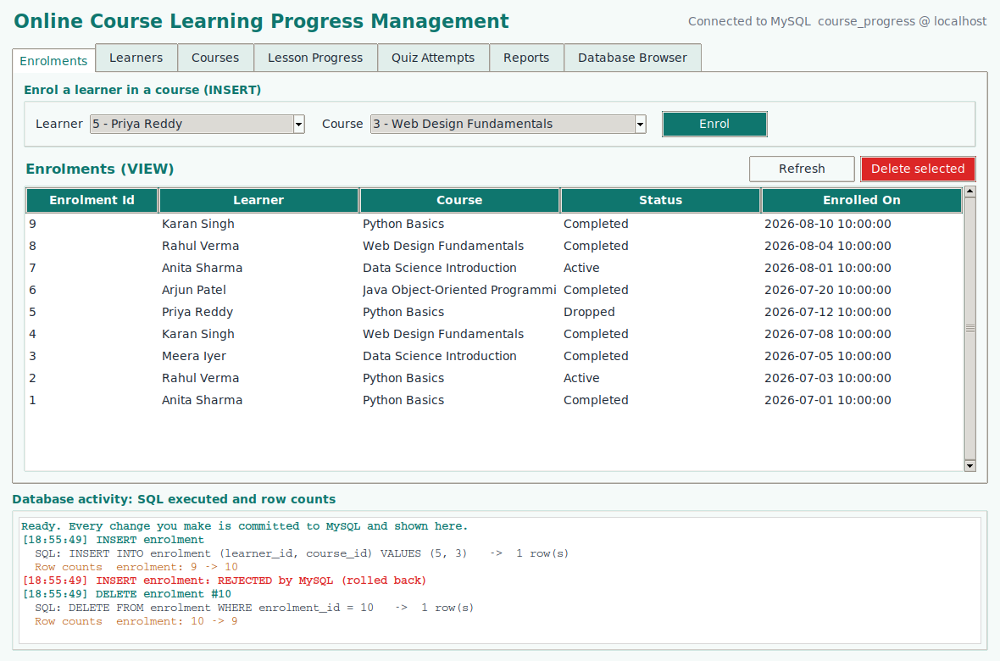 Online Course Learning Progress Management
Connected to MySQL course_progress @ localhost
Enrolments Learners Courses Lesson Progress Quiz Attempts Reports Database Browser
Enrol a learner in a course (INSERT)
Learner 5 - Priya Reddy Course 3 - Web Design Fundamentals Enrol
Enrolments (VIEW) Refresh Delete selected
Enrolment Id Learner Course Status Enrolled On
9 Karan Singh Python Basics Completed 2026-08-10 10:00:00
8 Rahul Verma Web Design Fundamentals Completed 2026-08-04 10:00:00
7 Anita Sharma Data Science Introduction Active 2026-08-01 10:00:00
6 Arjun Patel Java Object-Oriented Programmi Completed 2026-07-20 10:00:00
5 Priya Reddy Python Basics Dropped 2026-07-12 10:00:00
4 Karan Singh Web Design Fundamentals Completed 2026-07-08 10:00:00
3 Meera Iyer Data Science Introduction Completed 2026-07-05 10:00:00
2 Rahul Verma Python Basics Active 2026-07-03 10:00:00
1 Anita Sharma Python Basics Completed 2026-07-01 10:00:00
Database activity: SQL executed and row counts
Ready. Every change you make is committed to MySQL and shown here.
[18:55:49] INSERT enrolment
SQL: INSERT INTO enrolment (learner_id, course_id) VALUES (5, 3) -> 1 row(s)
Row counts enrolment: 9 -> 10
[18:55:49] INSERT enrolment: REJECTED by MySQL (rolled back)
[18:55:49] DELETE enrolment #10
SQL: DELETE FROM enrolment WHERE enrolment_id = 10 -> 1 row(s)
Row counts enrolment: 10 -> 9